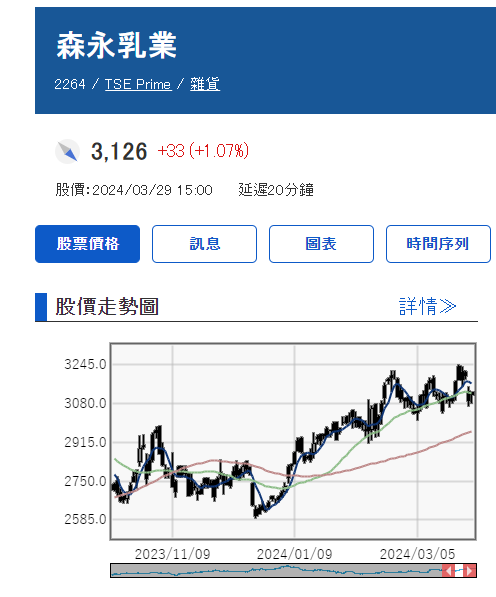 森永乳業
2264 / TSE Prime / 雜貨
3,126 +33 (+1.07%)
股價:2024/03/29 15:00 延遲20分鐘
股票價格 訊息 圖表 時間序列
股價走勢圖 詳情≫
3245.0
3080.0
2915.0
2750.0
2585.0
2023/11/09 2024/01/09 2024/03/05